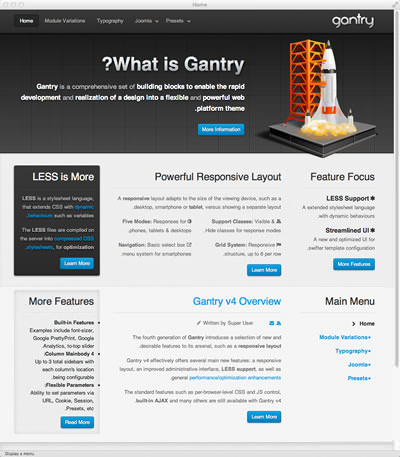 Home
Home
Module Variations
Typography
Joomla
Presets
gantry
?What is Gantry
Gantry is a comprehensive set of building blocks to enable the rapid
development and realization of a design into a flexible and powerful web
.platform theme
More Information
LESS is More
LESS is a stylesheet language,
that extends CSS with dynamic
.behaviours such as variables
The LESS files are compiled on
the server into compressed CSS
.stylesheets, for optimization
Learn More
Powerful Responsive Layout
A responsive layout adapts to the size of the viewing device, such as a
.desktop, smartphone or tablet, versus showing a separate layout
Five Modes: Responses for
.phones, tablets & desktops
Support Classes: Visible &
.Hide classes for responsive modes
Navigation: Basic select box
.menu system for smartphones
Grid System: Responsive
.structure, up to 6 per row
Learn More
Feature Focus
LESS Support
A extended stylesheet language
.with dynamic behaviours
Streamlined UI
A new and optimized UI for
.swifter template configuration
More Features
More Features
Built-in Features
Examples include font-sizer,
Google PrettyPrint, Google
Analytics, to-top slider
:Column Mainbody 4
Up to 3 total sidebars with
each column's location
being configurable
:Flexible Parameters
Ability to set parameters via
URL, Cookie, Session,
Presets, etc
Read More
Gantry v4 Overview
Written by Super User
The fourth generation of Gantry introduces a selection of new and
desirable features to its arsenal, such as a responsive layout
Gantry v4 effectively offers several main new features: a responsive
layout, an improved administrative interface, LESS support, as well as
.general performance/optimization enhancements
The standard features such as per-browser-level CSS and JS control,
.built-in AJAX and many others are still available with Gantry v4
Learn More
Main Menu
Home
Module Variations
Typography
Joomla
Presets
Display a menu